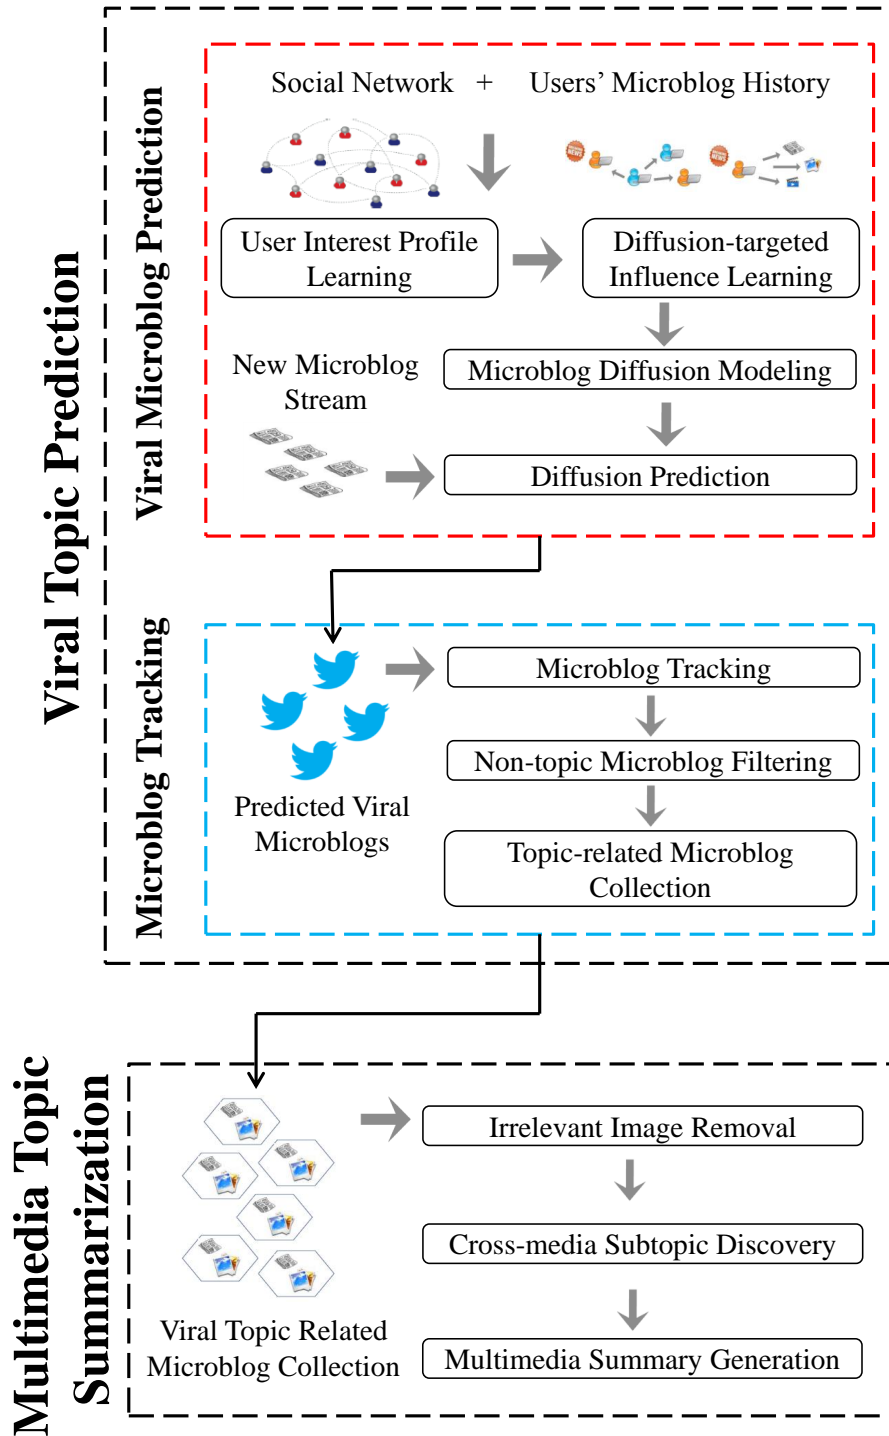 Viral Topic Prediction
Viral Microblog Prediction
Social Network + Users’ Microblog History
NEWS
NEWS
User Interest Profile
Learning
Diffusion-targeted
Influence Learning
Microblog Diffusion Modeling
New Microblog
Stream
Diffusion Prediction
Microblog Tracking
Predicted Viral
Microblogs
Microblog Tracking
Non-topic Microblog Filtering
Topic-related Microblog
Collection
Multimedia Topic
Summarization
Viral Topic Related
Microblog Collection
Irrelevant Image Removal
Cross-media Subtopic Discovery
Multimedia Summary Generation